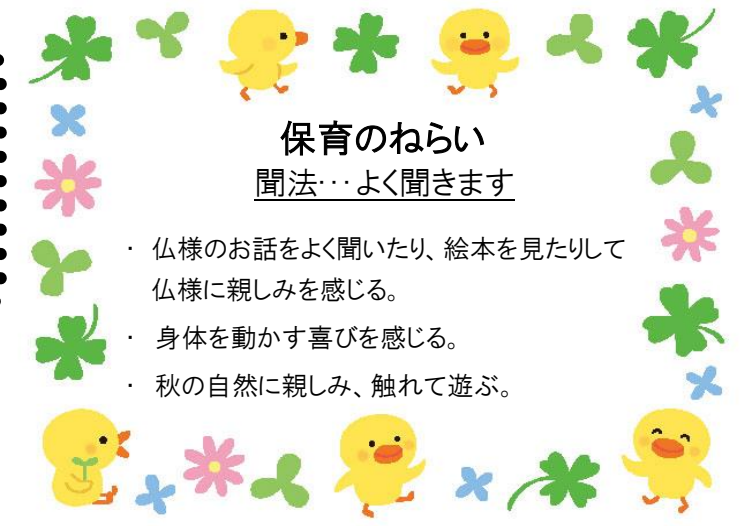 保育のねらい
聞法…よく聞きます
・ 仏様のお話をよく聞いたり、絵本を見たりして
仏様に親しみを感じる。
・ 身体を動かす喜びを感じる。
・ 秋の自然に親しみ、触れて遊ぶ。